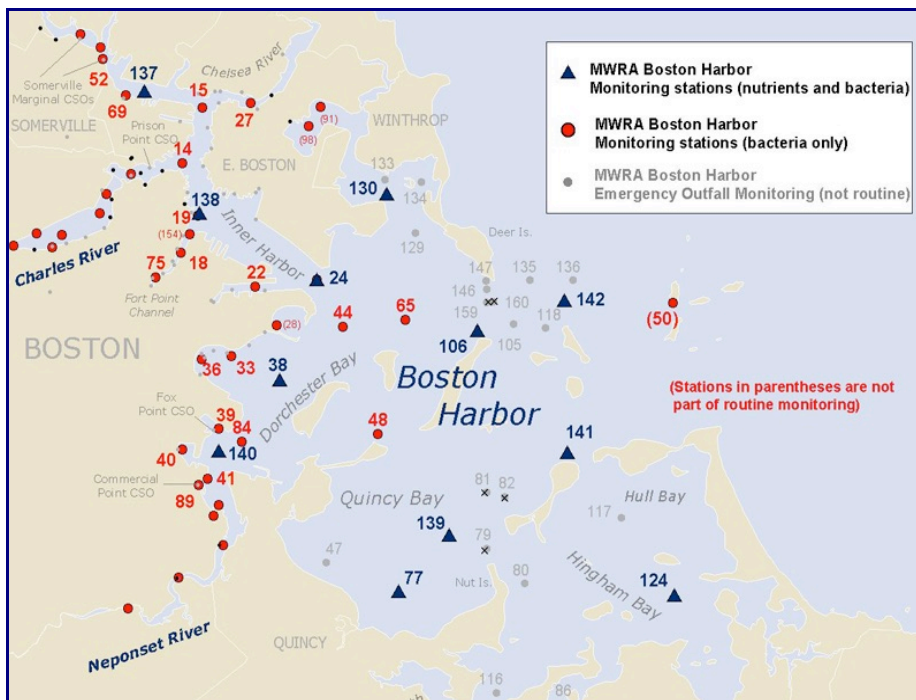 MWRA Boston Harbor
Monitoring stations (nutrients and bacteria)
MWRA Boston Harbor
Monitoring stations (bacteria only)
MWRA Boston Harbor
Emergency Outfall Monitoring (not routine)
Somerville
Marginal CSOs
52
137
Chelsea River
69
15
27
(91)
(98)
WINTHROP
SOMERVILLE
Prison
Point CSO
14
E. BOSTON
133
130
134
138
19
(154)
129
Deer Is.
Charles River
Inner Harbor
18
75
22
24
147
135
136
146
142
Fort Point
Channel
160
159
118
(50)
44
65
(28)
106
105
BOSTON
36
33
38
Dorchester Bay
Boston
Harbor
(Stations in parentheses are not
part of routine monitoring)
Fox
Point CSO
39
84
48
40
140
141
41
Commercial
Point CSO
89
Quincy Bay
81
82
Hull Bay
117
139
79
47
Nut Is.
80
77
Hingham Bay
124
Neponset River
QUINCY
116
86